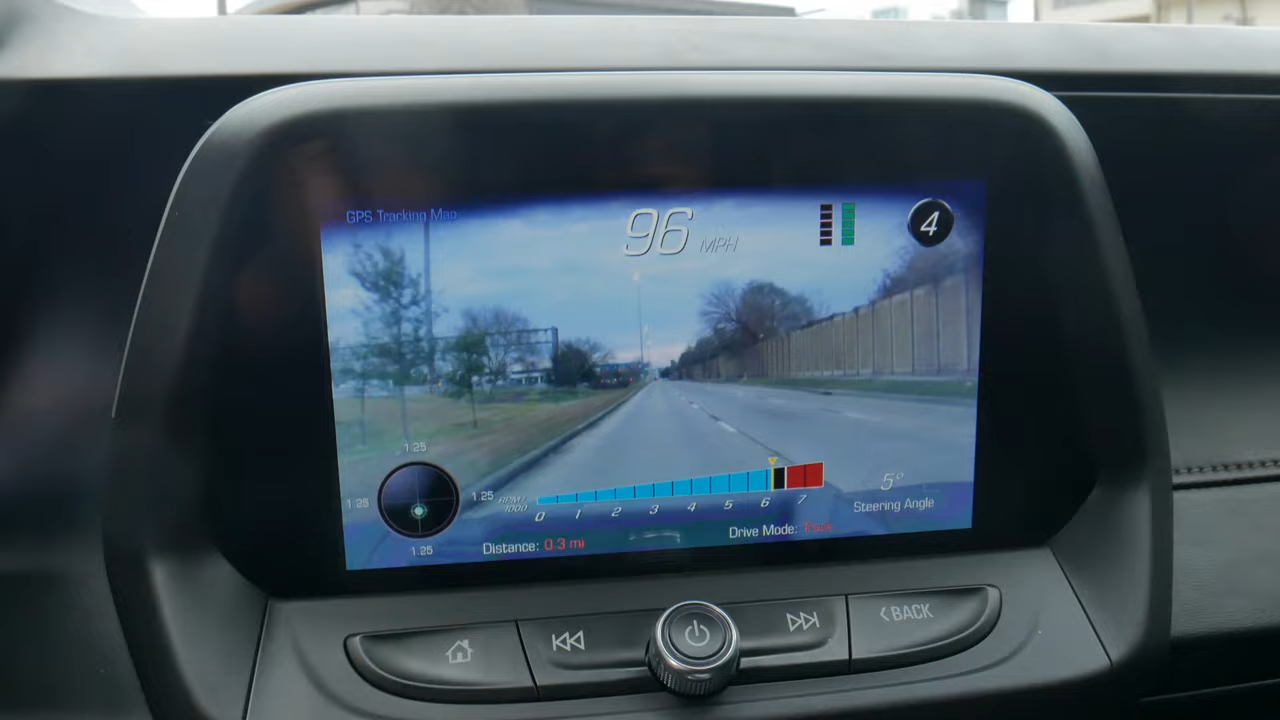 GPS Tracking Map
96 MPH
4
1.25
1.25
1.25
1.25
RPM/
1000
0 1 2 3 4 5 6 7
5°
Steering Angle
Distance: 0.3 mi
Drive Mode: Track
BACK